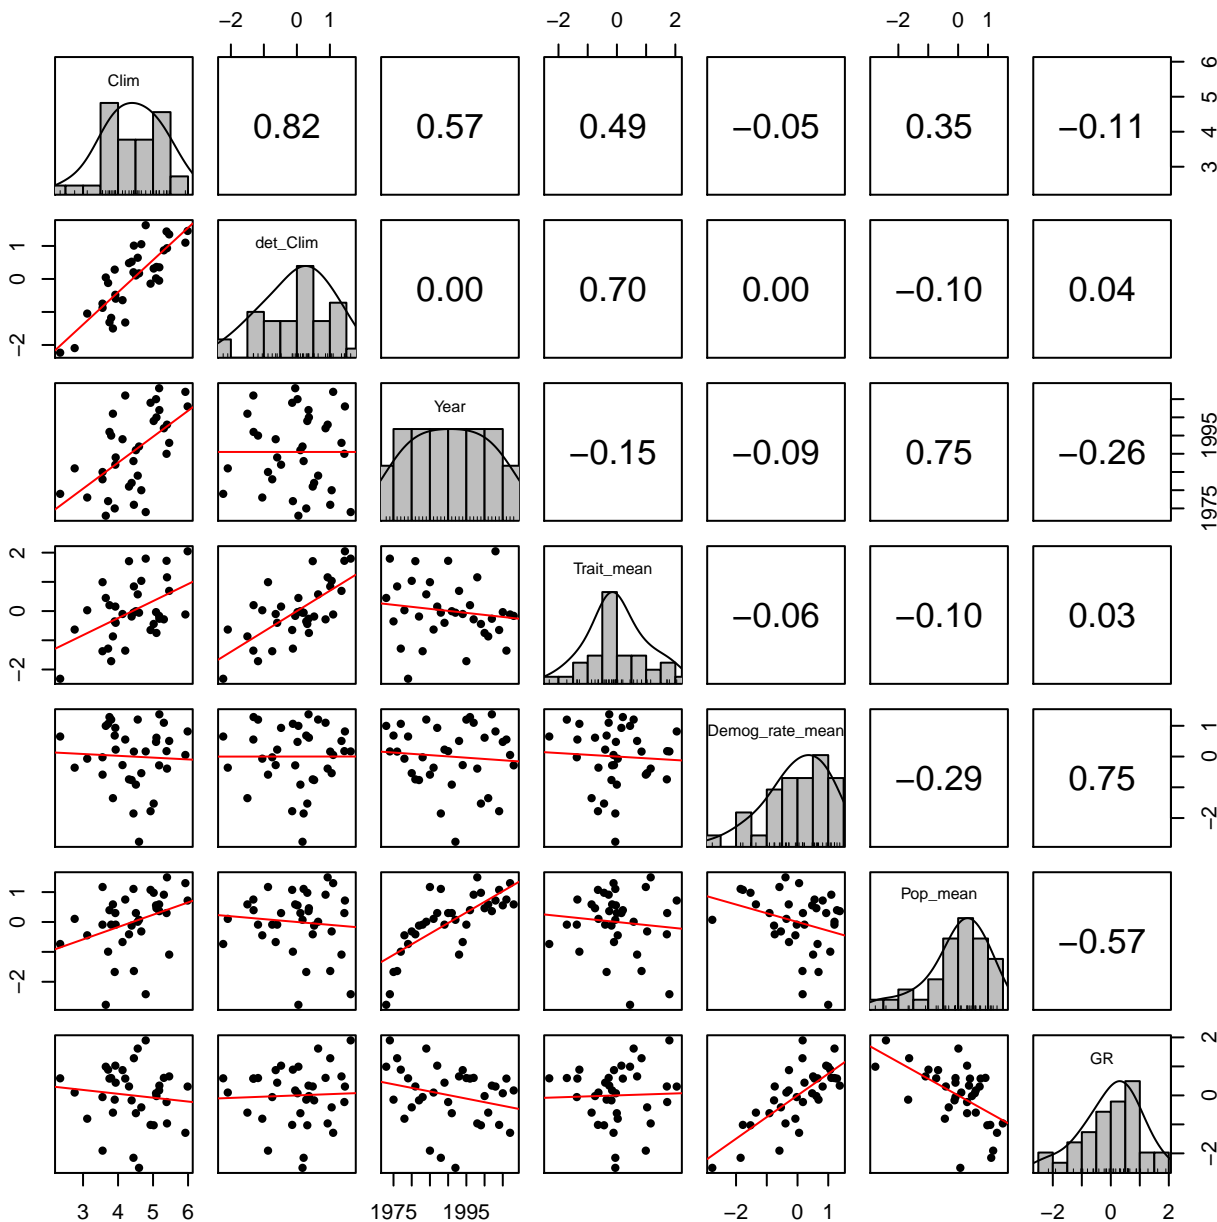 −2 0 1
−2 0 2
−2 0 1
Clim
0.82
0.57
0.49
−0.05
0.35
−0.11
3 4 5 6
−2 0 1
det_Clim
0.00
0.70
0.00
−0.10
0.04
Year
−0.15
−0.09
0.75
−0.26
1975 1995
−2 0 1 2
Trait_mean
−0.06
−0.10
0.03
Demog_rate_mean
−0.29
0.75
−2 0 1
−2 0 1
Pop_mean
−0.57
GR
−2 0 1 2
3 4 5 6
1975 1995
−2 0 1
−2 0 2